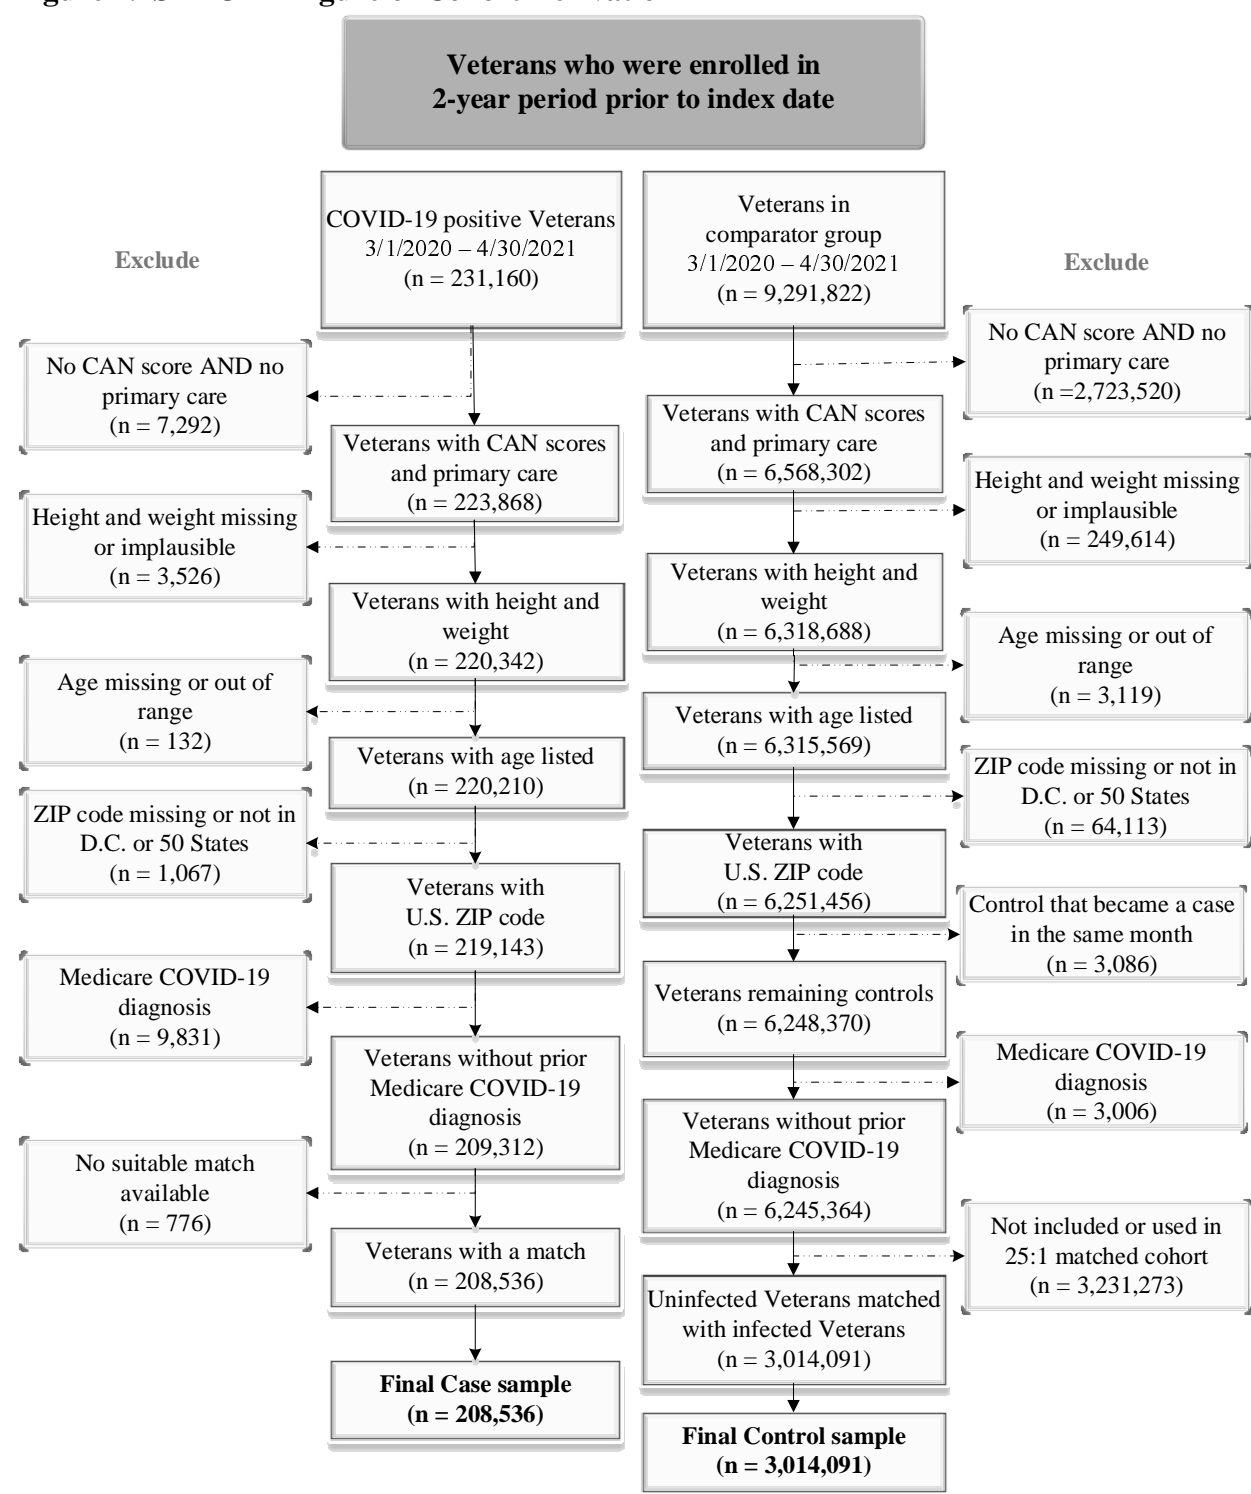 Veterans who were enrolled in
2-year period prior to index date
COVID-19 positive Veterans
3/1/2020 – 4/30/2021
(n = 231,160)
Veterans in
comparator group
3/1/2020 – 4/30/2021
(n = 9,291,822)
Exclude
Exclude
No CAN score AND no
primary care
(n = 7,292)
No CAN score AND no
primary care
(n =2,723,520)
Veterans with CAN scores
and primary care
(n = 223,868)
Veterans with CAN scores
and primary care
(n = 6,568,302)
Height and weight missing
or implausible
(n = 3,526)
Height and weight missing
or implausible
(n = 249,614)
Veterans with height and
weight
(n = 220,342)
Veterans with height and
weight
(n = 6,318,688)
Age missing or out of
range
(n = 132)
Age missing or out of
range
(n = 3,119)
Veterans with age listed
(n = 220,210)
Veterans with age listed
(n = 6,315,569)
ZIP code missing or not in
D.C. or 50 States
(n = 1,067)
ZIP code missing or not in
D.C. or 50 States
(n = 64,113)
Veterans with
U.S. ZIP code
(n = 219,143)
Veterans with
U.S. ZIP code
(n = 6,251,456)
Control that became a case
in the same month
(n = 3,086)
Medicare COVID-19
diagnosis
(n = 9,831)
Veterans remaining controls
(n = 6,248,370)
Veterans without prior
Medicare COVID-19
diagnosis
(n = 209,312)
Medicare COVID-19
diagnosis
(n = 3,006)
Veterans without prior
Medicare COVID-19
diagnosis
(n = 6,245,364)
No suitable match
available
(n = 776)
Not included or used in
25:1 matched cohort
(n = 3,231,273)
Veterans with a match
(n = 208,536)
Uninfected Veterans matched
with infected Veterans
(n = 3,014,091)
Final Case sample
(n = 208,536)
Final Control sample
(n = 3,014,091)